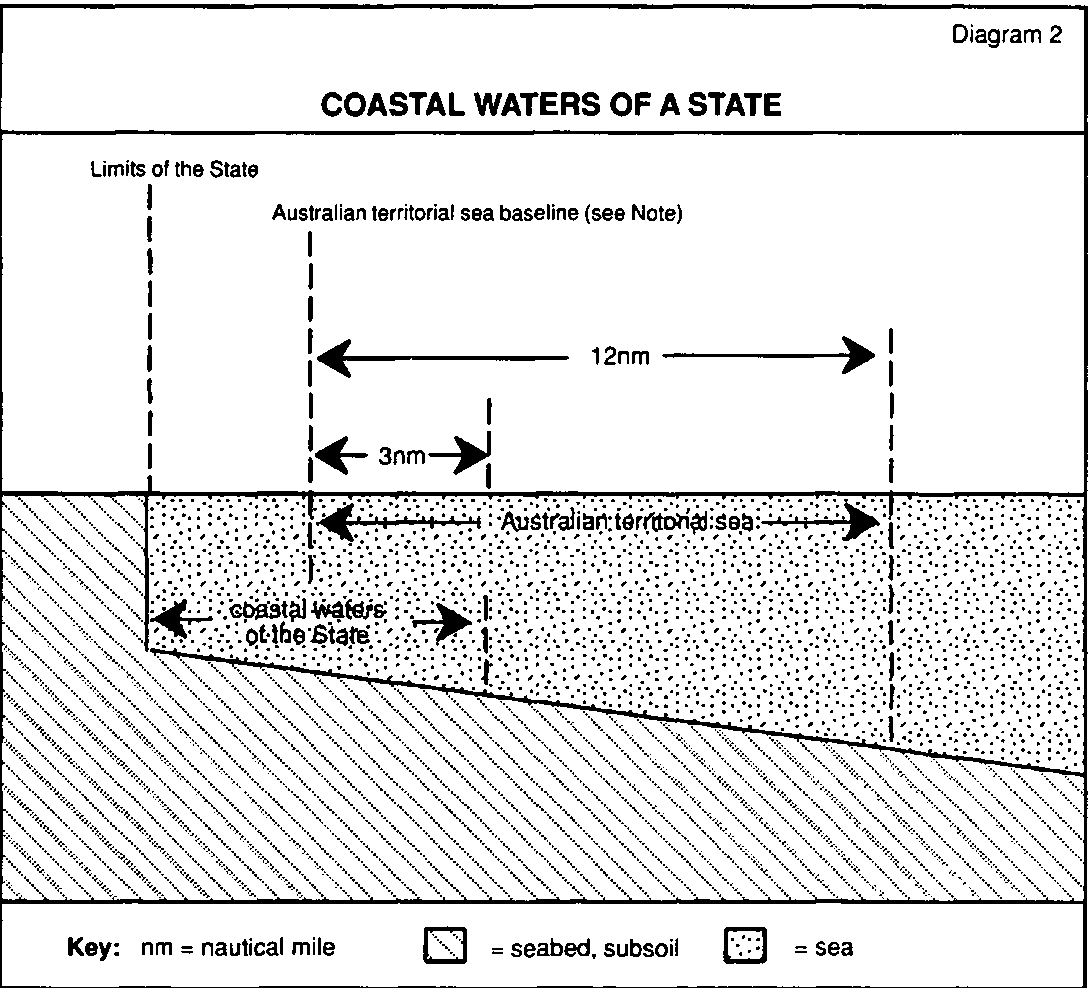 Diagram 2
COASTAL WATERS OF A STATE
Limits of the State
Australian territorial sea baseline (see Note)
12nm
3nm
Australian territorial sea
coastal waters
of the State
Key: nm = nautical mile = seabed, subsoil = sea